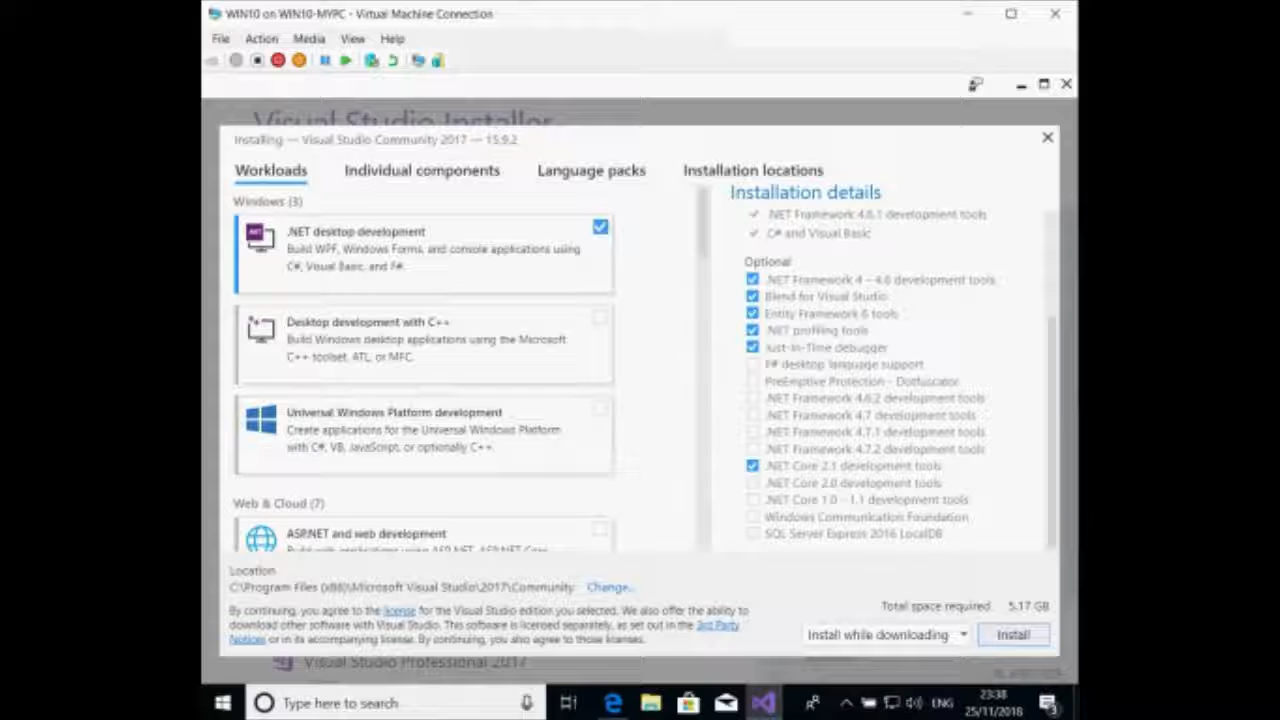 WIN10 on WIN10-MYPC - Virtual Machine Connection
File Action Media View Help
Visual Studio Installer
Installing — Visual Studio Community 2017 — 15.9.2
Workloads Individual components Language packs Installation locations
Windows (3)
.NET desktop development
Build WPF, Windows Forms, and console applications using
C#, Visual Basic, and F#.
Desktop development with C++
Build Windows desktop applications using the Microsoft
C++ toolset, ATL, or MFC.
Universal Windows Platform development
Create applications for the Universal Windows Platform
with C#, VB, JavaScript, or optionally C++.
Web & Cloud (7)
ASP.NET and web development
Build web applications using ASP.NET, ASP.NET Core,
Installation details
.NET Framework 4.6.1 development tools
C# and Visual Basic
Optional
.NET Framework 4 – 4.6 development tools
Blend for Visual Studio
Entity Framework 6 tools
.NET profiling tools
Just-In-Time debugger
F# desktop language support
PreEmptive Protection - Dotfuscator
.NET Framework 4.6.2 development tools
.NET Framework 4.7 development tools
.NET Framework 4.7.1 development tools
.NET Framework 4.7.2 development tools
.NET Core 2.1 development tools
.NET Core 2.0 development tools
.NET Core 1.0 - 1.1 development tools
Windows Communication Foundation
SQL Server Express 2016 LocalDB
Location
C:\Program Files (x86)\Microsoft Visual Studio\2017\Community Change...
By continuing, you agree to the license for the Visual Studio edition you selected. We also offer the ability to
download other software with Visual Studio. This software is licensed separately, as set out in the 3rd Party
Notices or in its accompanying license. By continuing, you also agree to those licenses.
Total space required 5.17 GB
Install while downloading Install
Visual Studio Professional 2017
Type here to search
ENG
23:38
25/11/2018
3